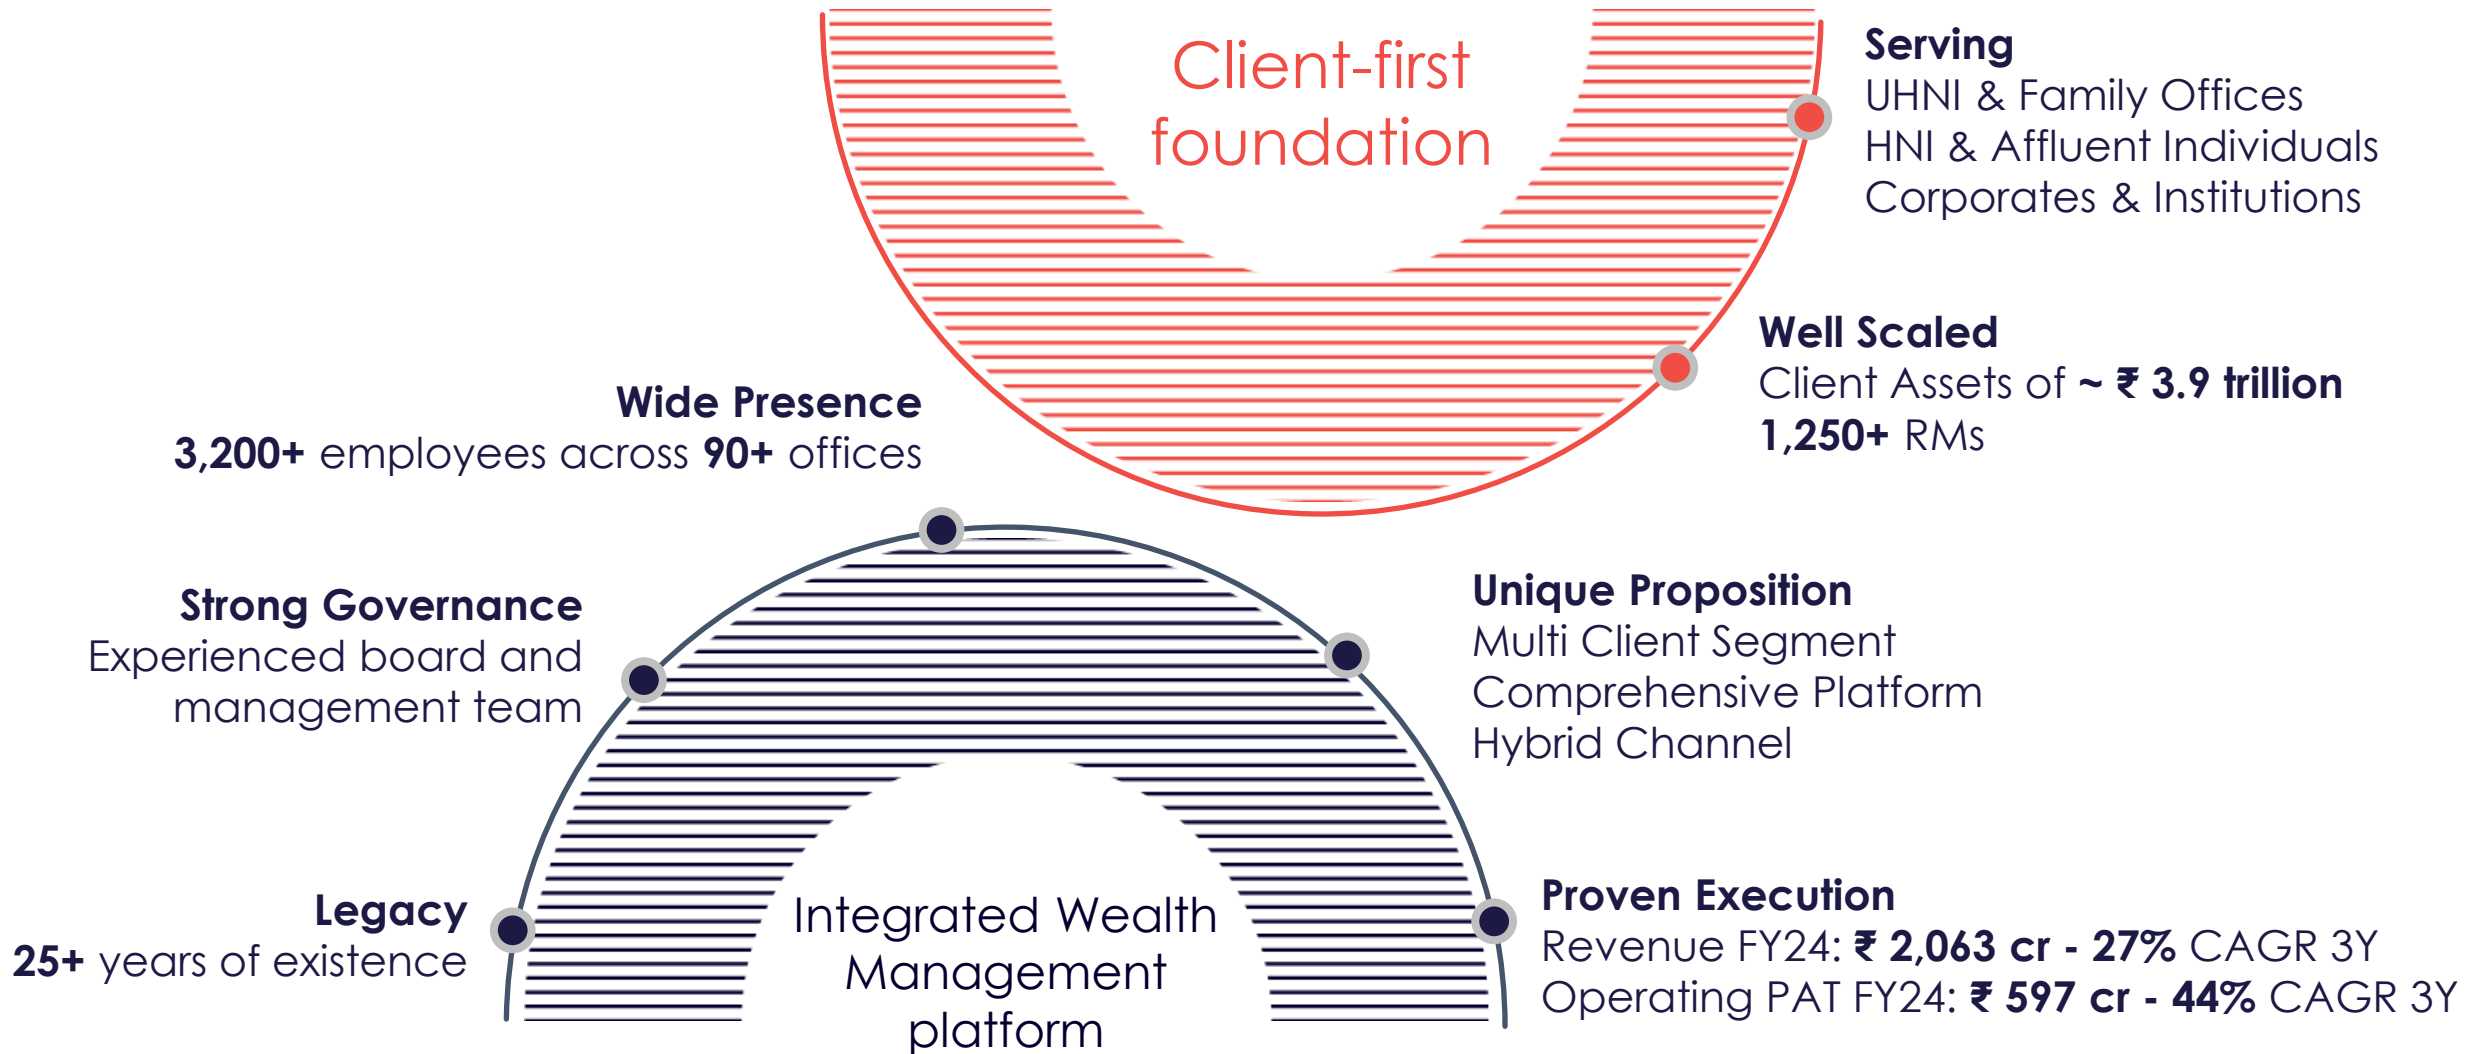 Client-first
foundation
Serving
UHNI & Family Offices
HNI & Affluent Individuals
Corporates & Institutions
Well Scaled
Client Assets of ~ ₹ 3.9 trillion
1,250+ RMs
Wide Presence
3,200+ employees across 90+ offices
Strong Governance
Experienced board and
management team
Legacy
25+ years of existence
Integrated Wealth
Management
platform
Unique Proposition
Multi Client Segment
Comprehensive Platform
Hybrid Channel
Proven Execution
Revenue FY24: ₹ 2,063 cr - 27% CAGR 3Y
Operating PAT FY24: ₹ 597 cr - 44% CAGR 3Y